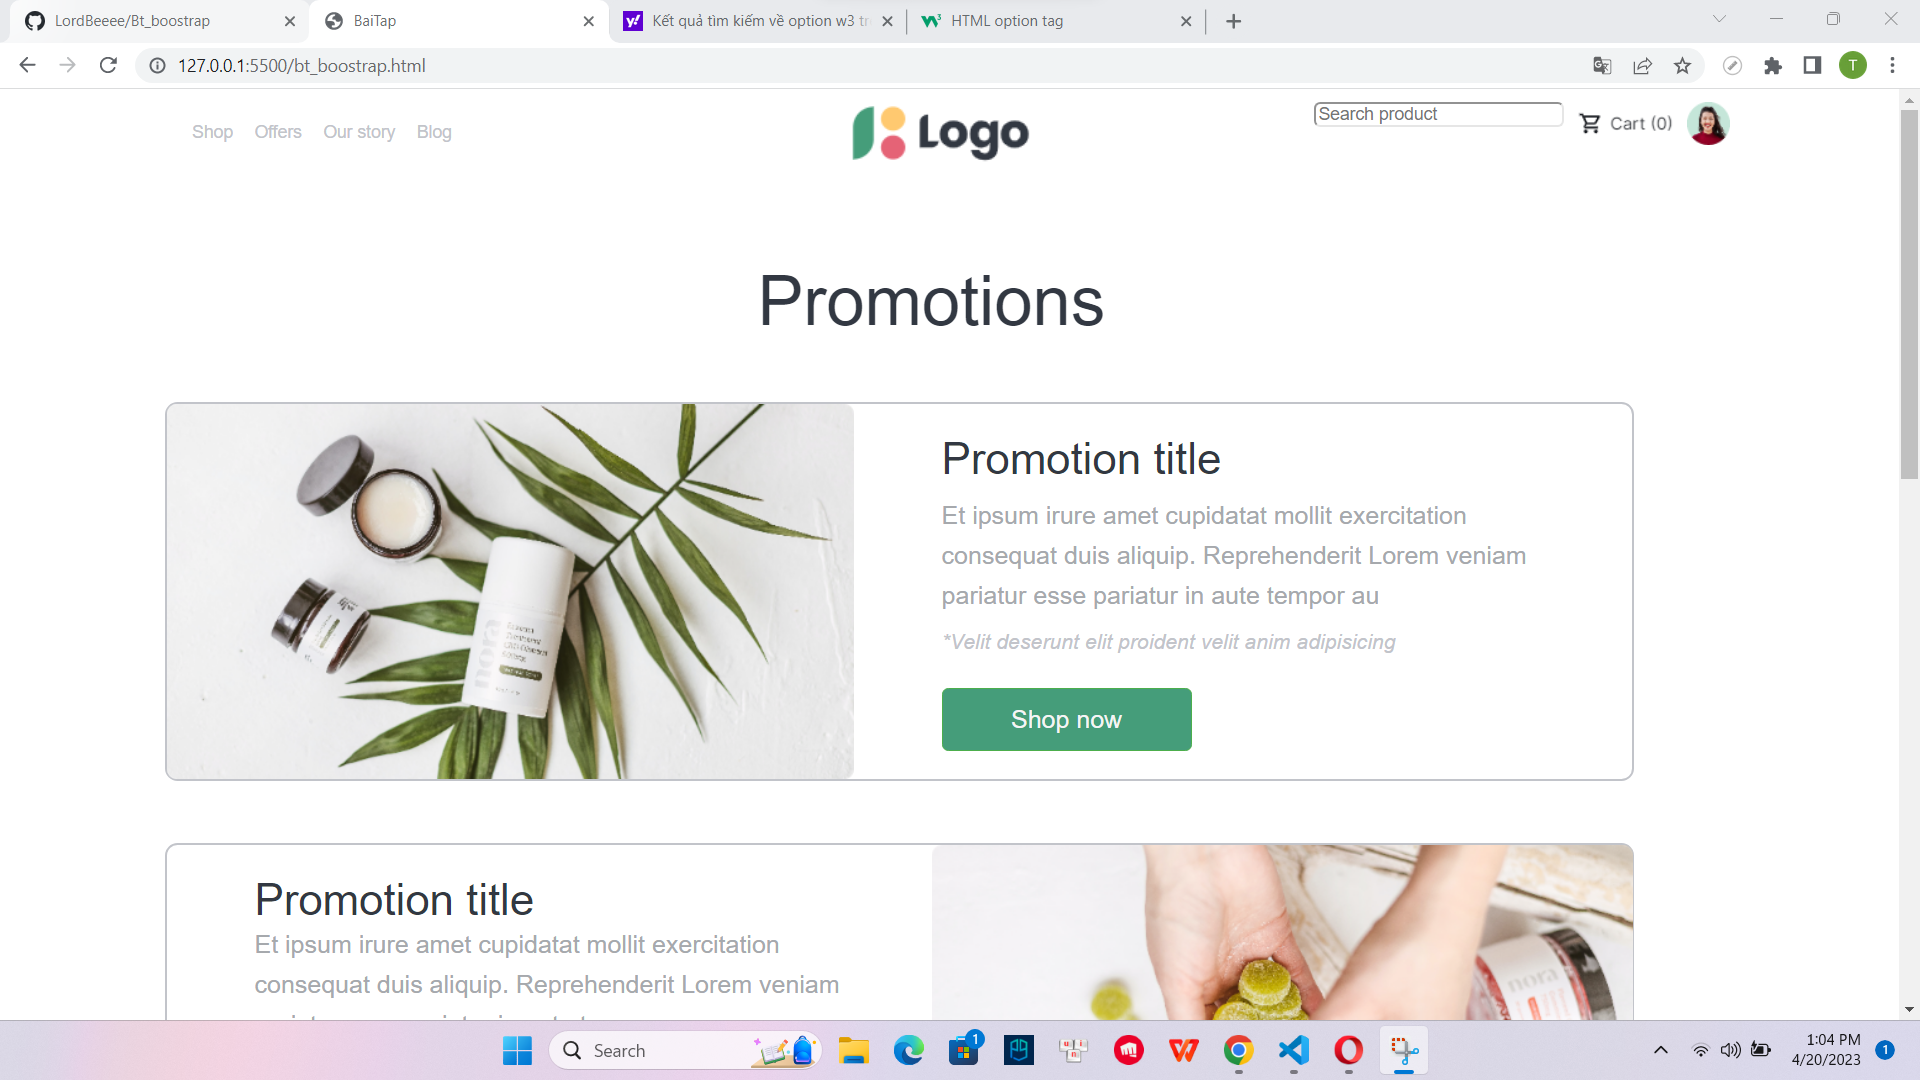 LordBeeee/Bt_boostrap
BaiTap
Kết quả tìm kiếm về option w3 tr
HTML option tag
127.0.0.1:5500/bt_boostrap.html
T
Shop Offers Our story Blog
Logo
Search product
Cart (0)
Promotions
Promotion title
Et ipsum irure amet cupidatat mollit exercitation
consequat duis aliquip. Reprehenderit Lorem veniam
pariatur esse pariatur in aute tempor au
*Velit deserunt elit proident velit anim adipisicing
Shop now
nora
Promotion title
Et ipsum irure amet cupidatat mollit exercitation
consequat duis aliquip. Reprehenderit Lorem veniam
nora
Search
1
1:04 PM
4/20/2023
1